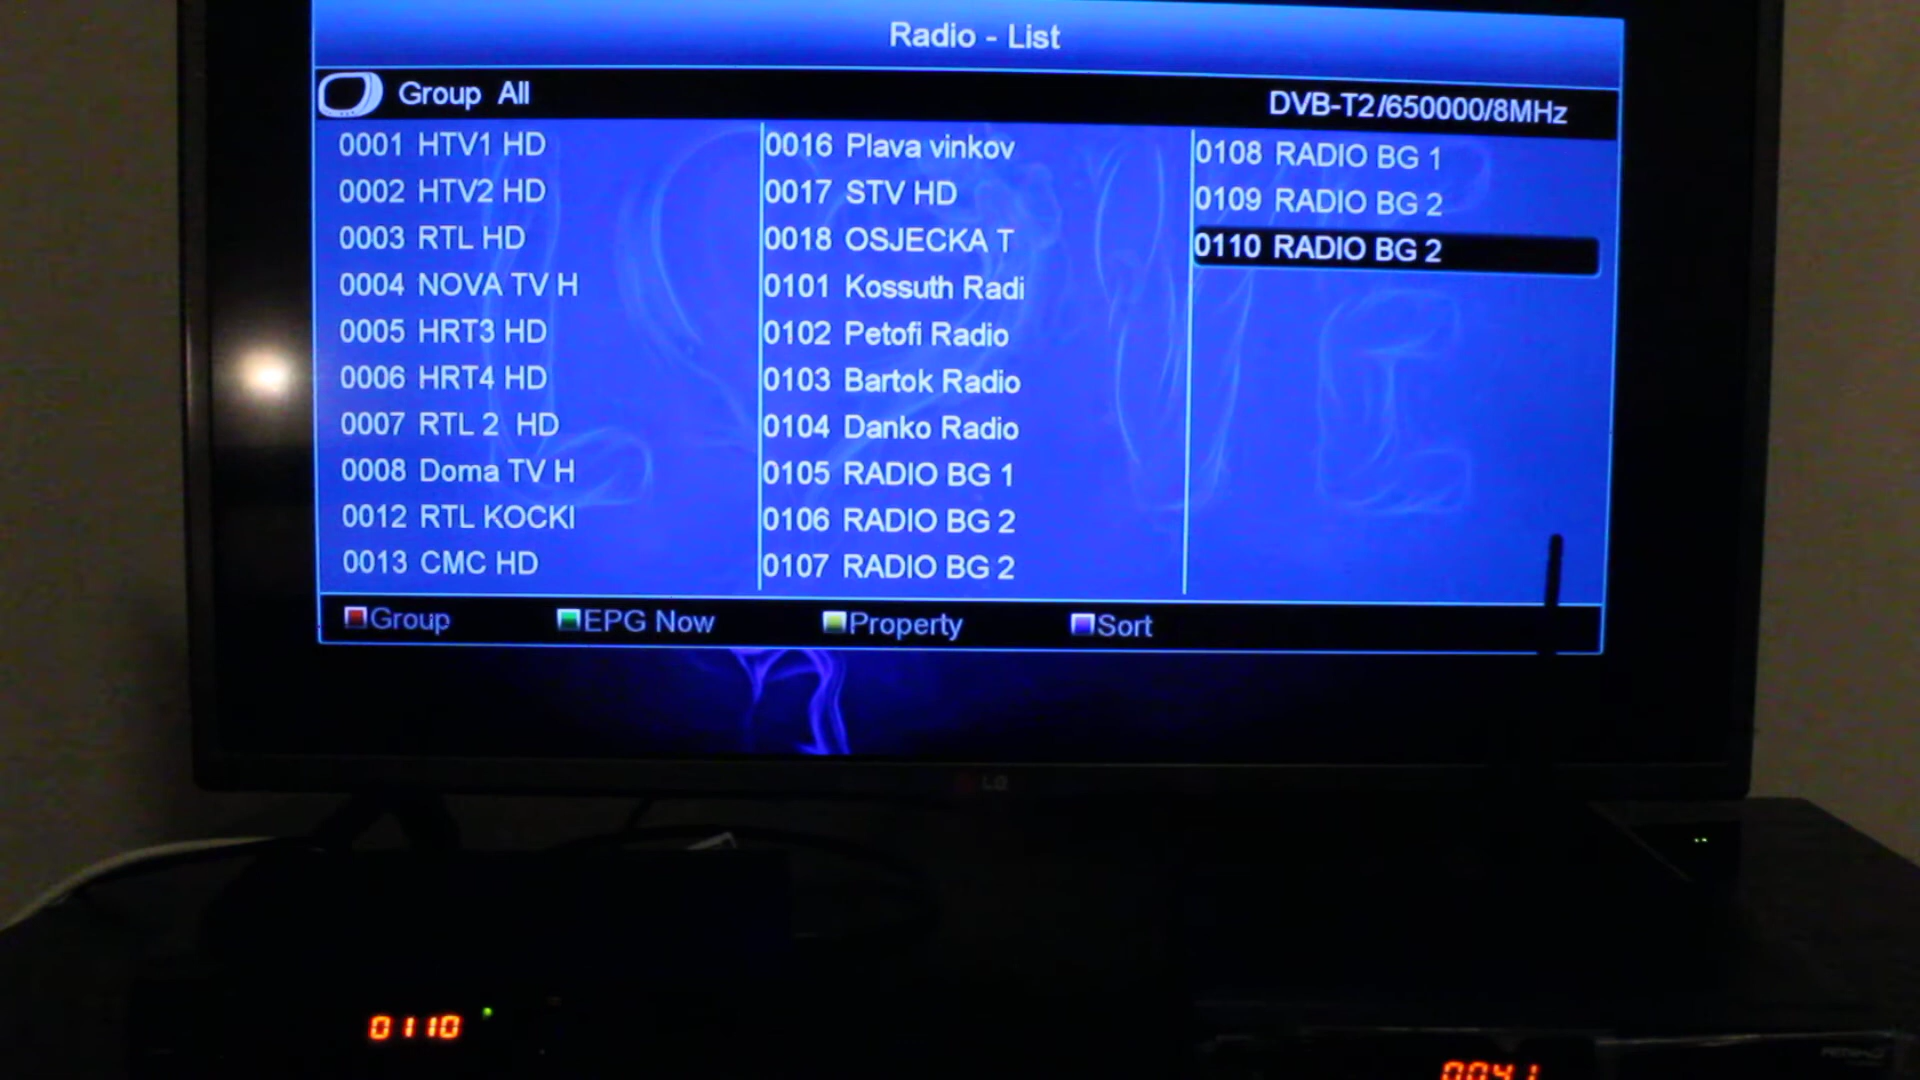 Radio - List
Group All
DVB-T2/650000/8MHz
0001 HTV1 HD
0002 HTV2 HD
0003 RTL HD
0004 NOVA TV H
0005 HRT3 HD
0006 HRT4 HD
0007 RTL 2 HD
0008 Doma TV H
0012 RTL KOCKI
0013 CMC HD
0016 Plava vinkov
0017 STV HD
0018 OSJECKA T
0101 Kossuth Radi
0102 Petofi Radio
0103 Bartok Radio
0104 Danko Radio
0105 RADIO BG 1
0106 RADIO BG 2
0107 RADIO BG 2
0108 RADIO BG 1
0109 RADIO BG 2
0110 RADIO BG 2
Group EPG Now Property Sort
LG
0110
0041